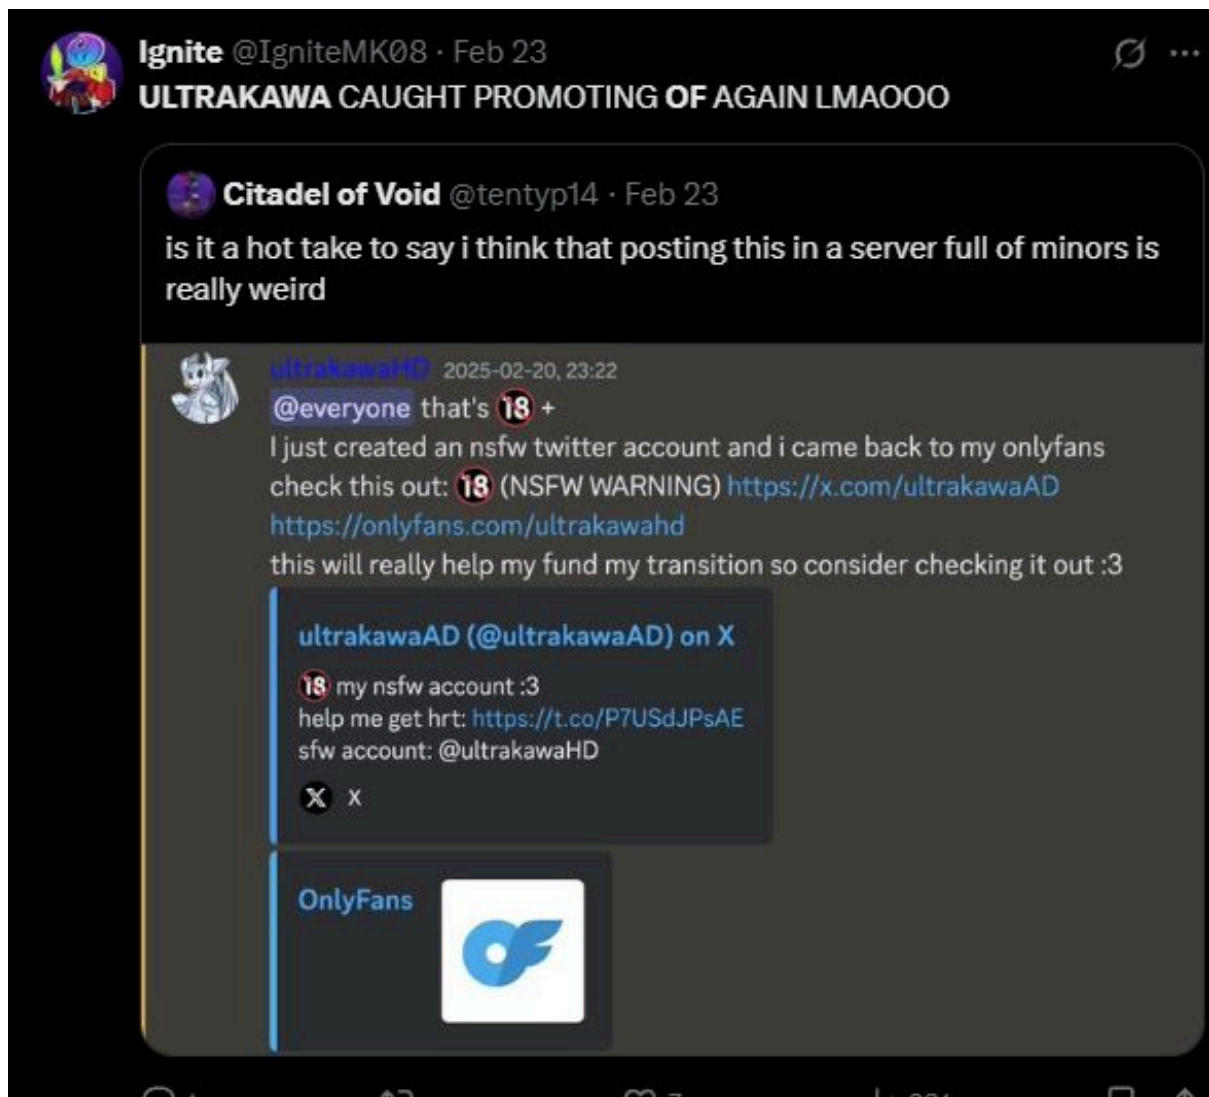 Ignite @IgniteMK08 · Feb 23
ULTRAKAWA CAUGHT PROMOTING OF AGAIN LMAOOO
Citadel of Void @tentyp14 · Feb 23
is it a hot take to say i think that posting this in a server full of minors is
really weird
ultrakawaHD 2025-02-20, 23:22
@everyone that's 🔞 +
I just created an nsfw twitter account and i came back to my onlyfans
check this out: 🔞 (NSFW WARNING) https://x.com/ultrakawaAD
https://onlyfans.com/ultrakawahd
this will really help my fund my transition so consider checking it out :3
ultrakawaAD (@ultrakawaAD) on X
🔞 my nsfw account :3
help me get hrt: https://t.co/P7USdJPsAE
sfw account: @ultrakawaHD
X
OnlyFans